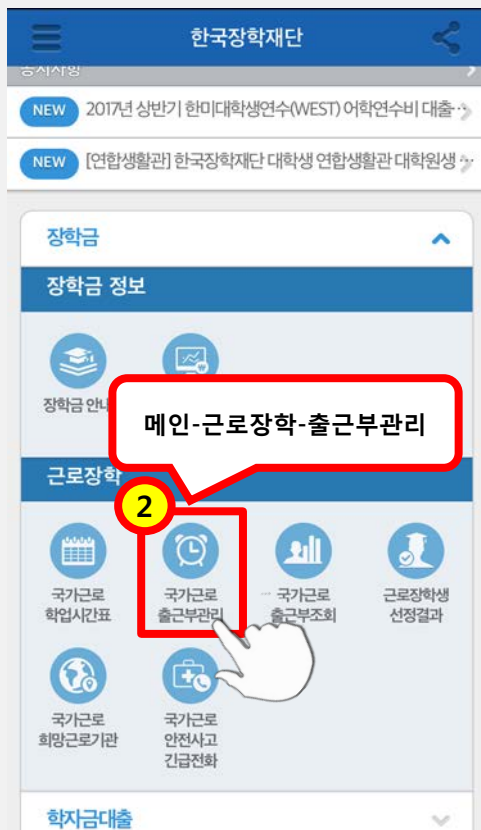 한국장학재단
공지사항
NEW 2017년 상반기 한미대학생연수(WEST) 어학연수비 대출
NEW [연합생활관] 한국장학재단 대학생 연합생활관 대학원생
장학금
장학금 정보
장학금 안내
메인-근로장학-출근부관리
근로장학
2
국가근로
학업시간표
국가근로
출근부관리
국가근로
출근부조회
근로장학생
선정결과
국가근로
희망근로기관
국가근로
안전사고
긴급전화
학자금대출